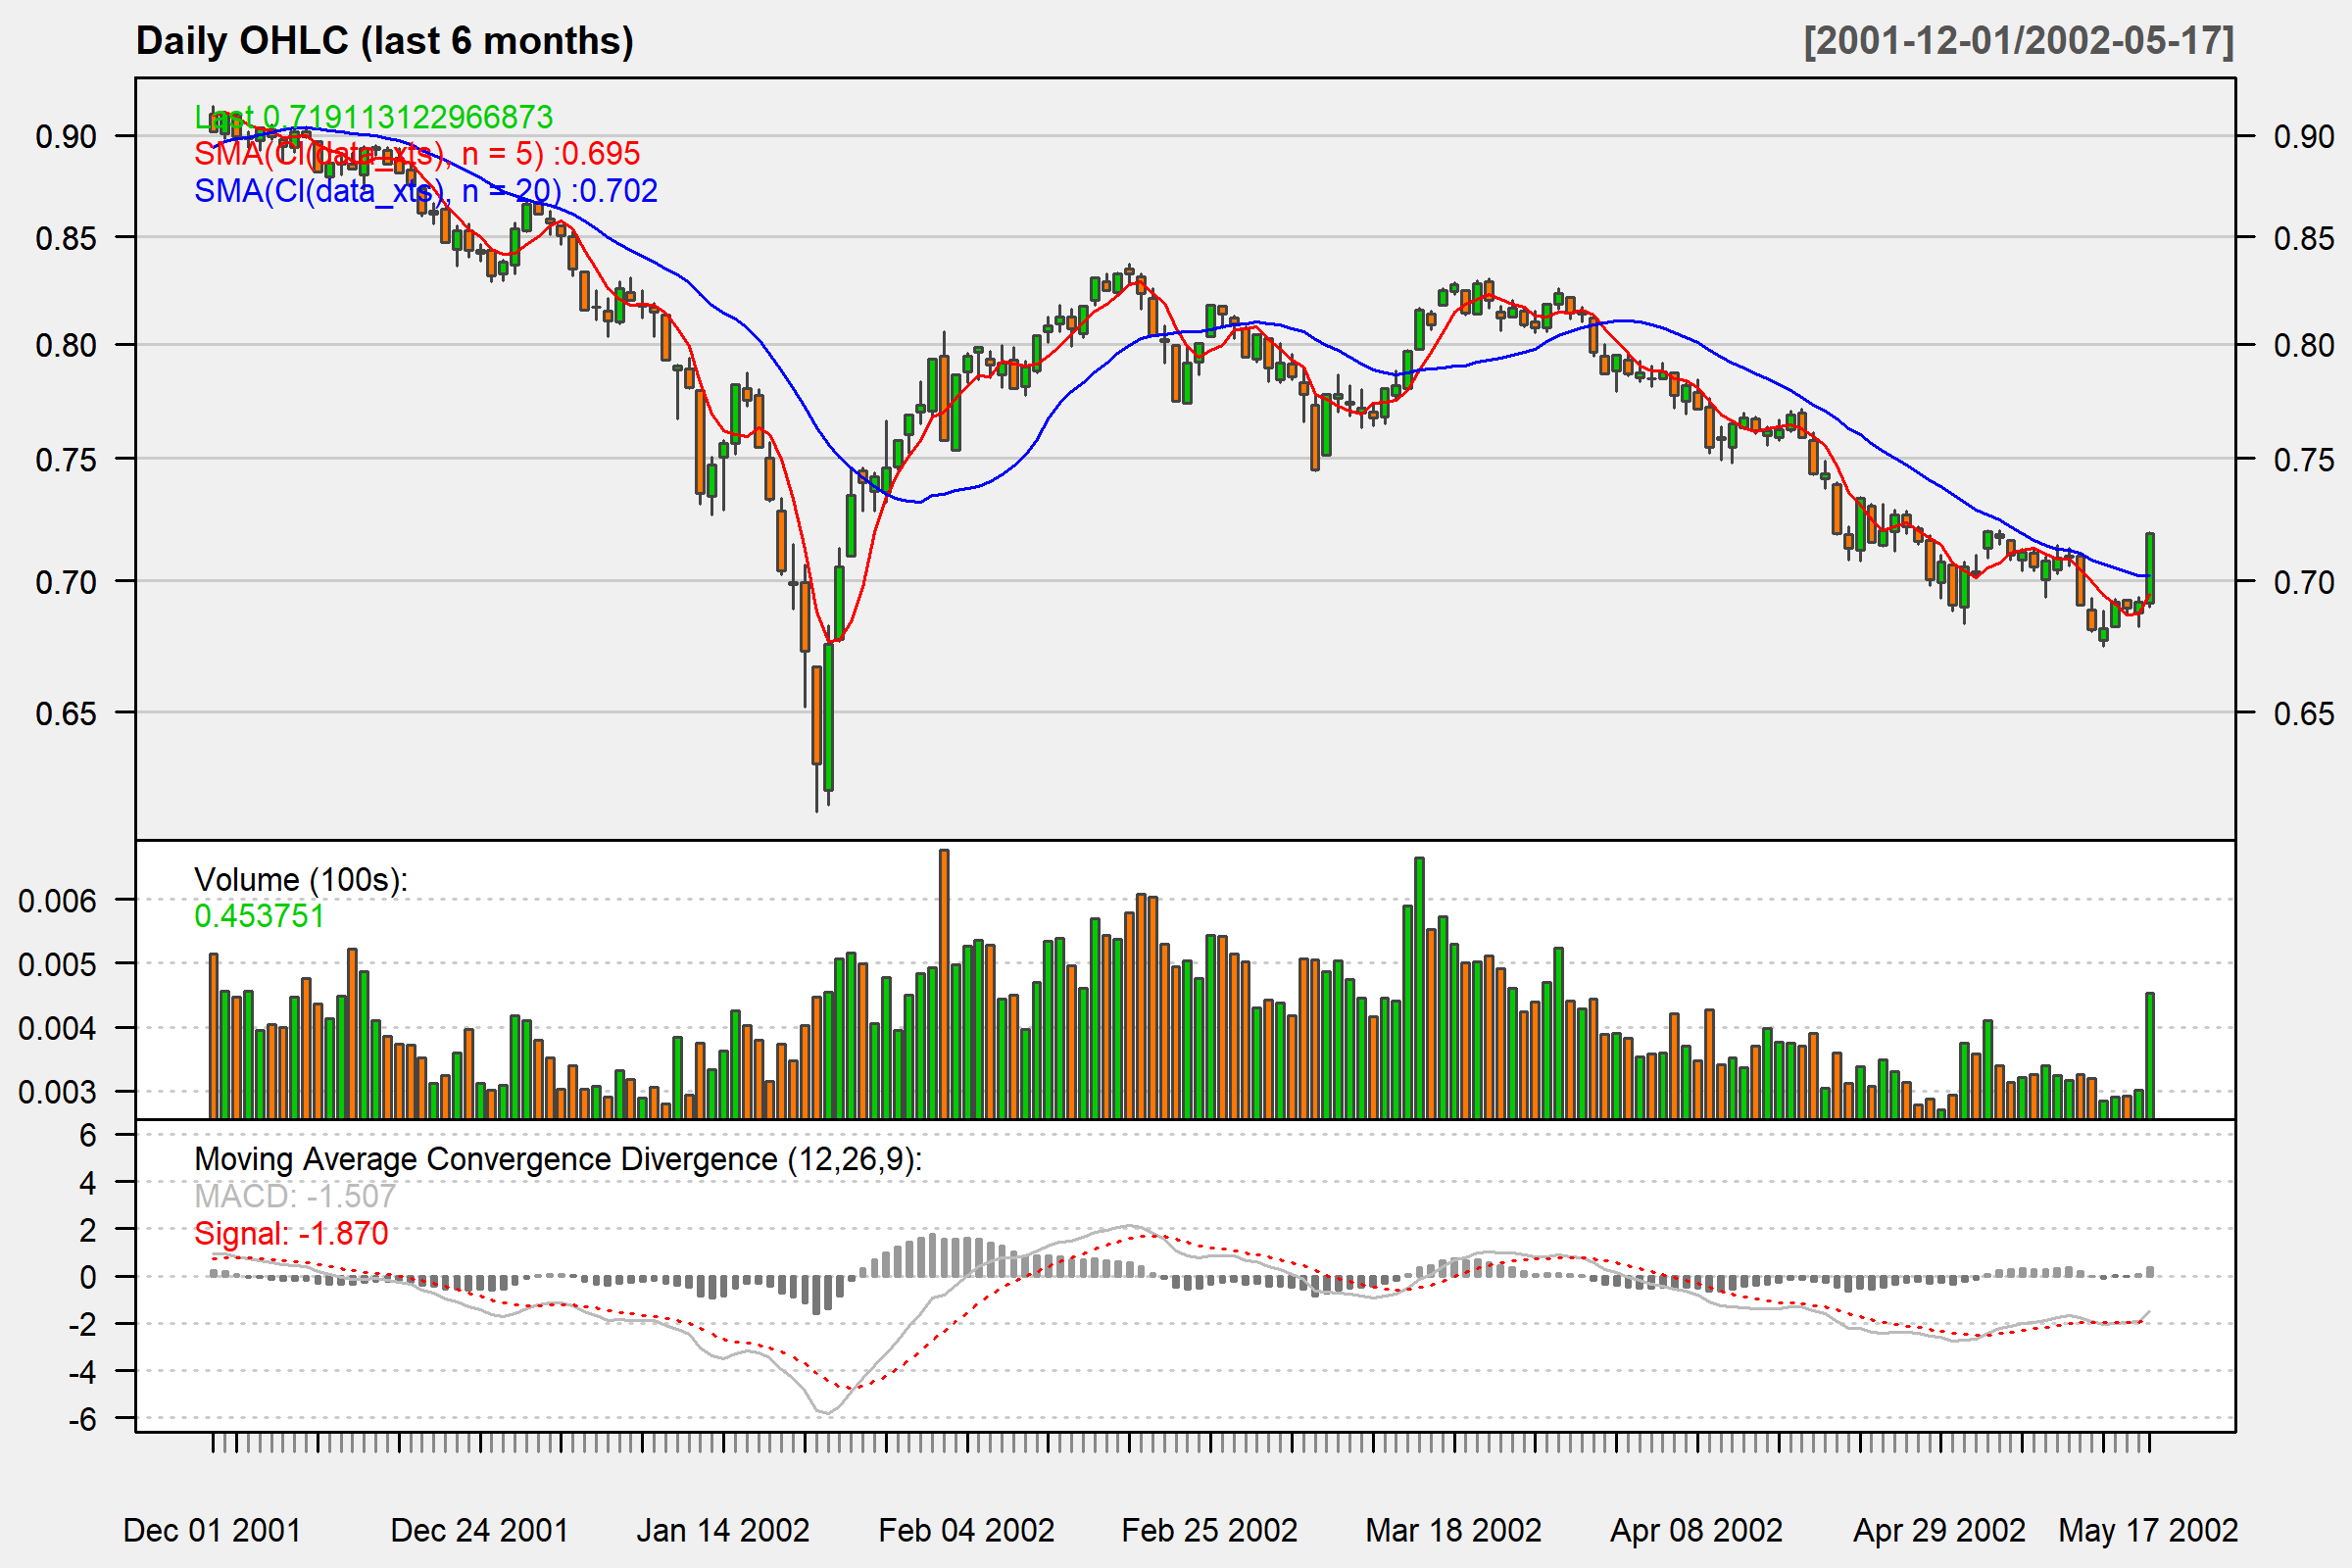 Daily OHLC (last 6 months)
[2001-12-01/2002-05-17]
Last 0.719113122966873
SMA(Cl(data_xts), n = 5) :0.695
SMA(Cl(data_xts), n = 20) :0.702
0.90
0.85
0.80
0.75
0.70
0.65
0.90
0.85
0.80
0.75
0.70
0.65
Volume (100s):
0.453751
0.006
0.005
0.004
0.003
Moving Average Convergence Divergence (12,26,9):
MACD: -1.507
Signal: -1.870
6
4
2
0
-2
-4
-6
Dec 01 2001 Dec 24 2001 Jan 14 2002 Feb 04 2002 Feb 25 2002 Mar 18 2002 Apr 08 2002 Apr 29 2002 May 17 2002